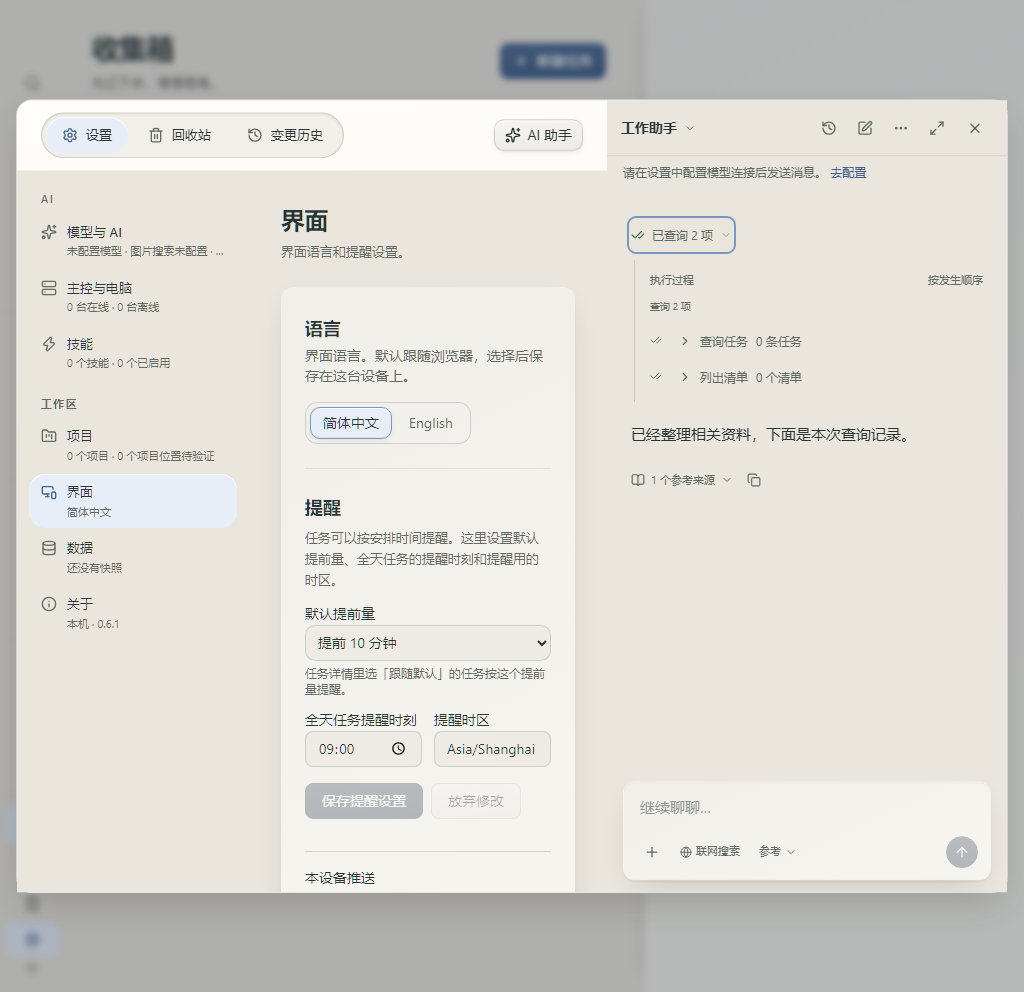 收集箱
设置
回收站
变更历史
AI 助手
AI
模型与 AI
未配置模型 · 图片搜索未配置 · ...
主控与电脑
0 台在线 · 0 台离线
技能
0 个技能 · 0 个已启用
工作区
项目
0 个项目 · 0 个项目位置待验证
界面
简体中文
数据
还没有快照
关于
本机 · 0.6.1
界面
界面语言和提醒设置。
语言
界面语言。默认跟随浏览器，选择后保
存在这台设备上。
简体中文
English
提醒
任务可以按安排时间提醒。这里设置默认
提前量、全天任务的提醒时刻和提醒用的
时区。
默认提前量
提前 10 分钟
任务详情里选「跟随默认」的任务按这个提前
量提醒。
全天任务提醒时刻
提醒时区
09:00
Asia/Shanghai
保存提醒设置
放弃修改
本设备推送
工作助手
请在设置中配置模型连接后发送消息。 去配置
已查询 2 项
执行过程
按发生顺序
查询 2 项
查询任务 0 条任务
列出清单 0 个清单
已经整理相关资料，下面是本次查询记录。
1 个参考来源
继续聊聊...
联网搜索
参考